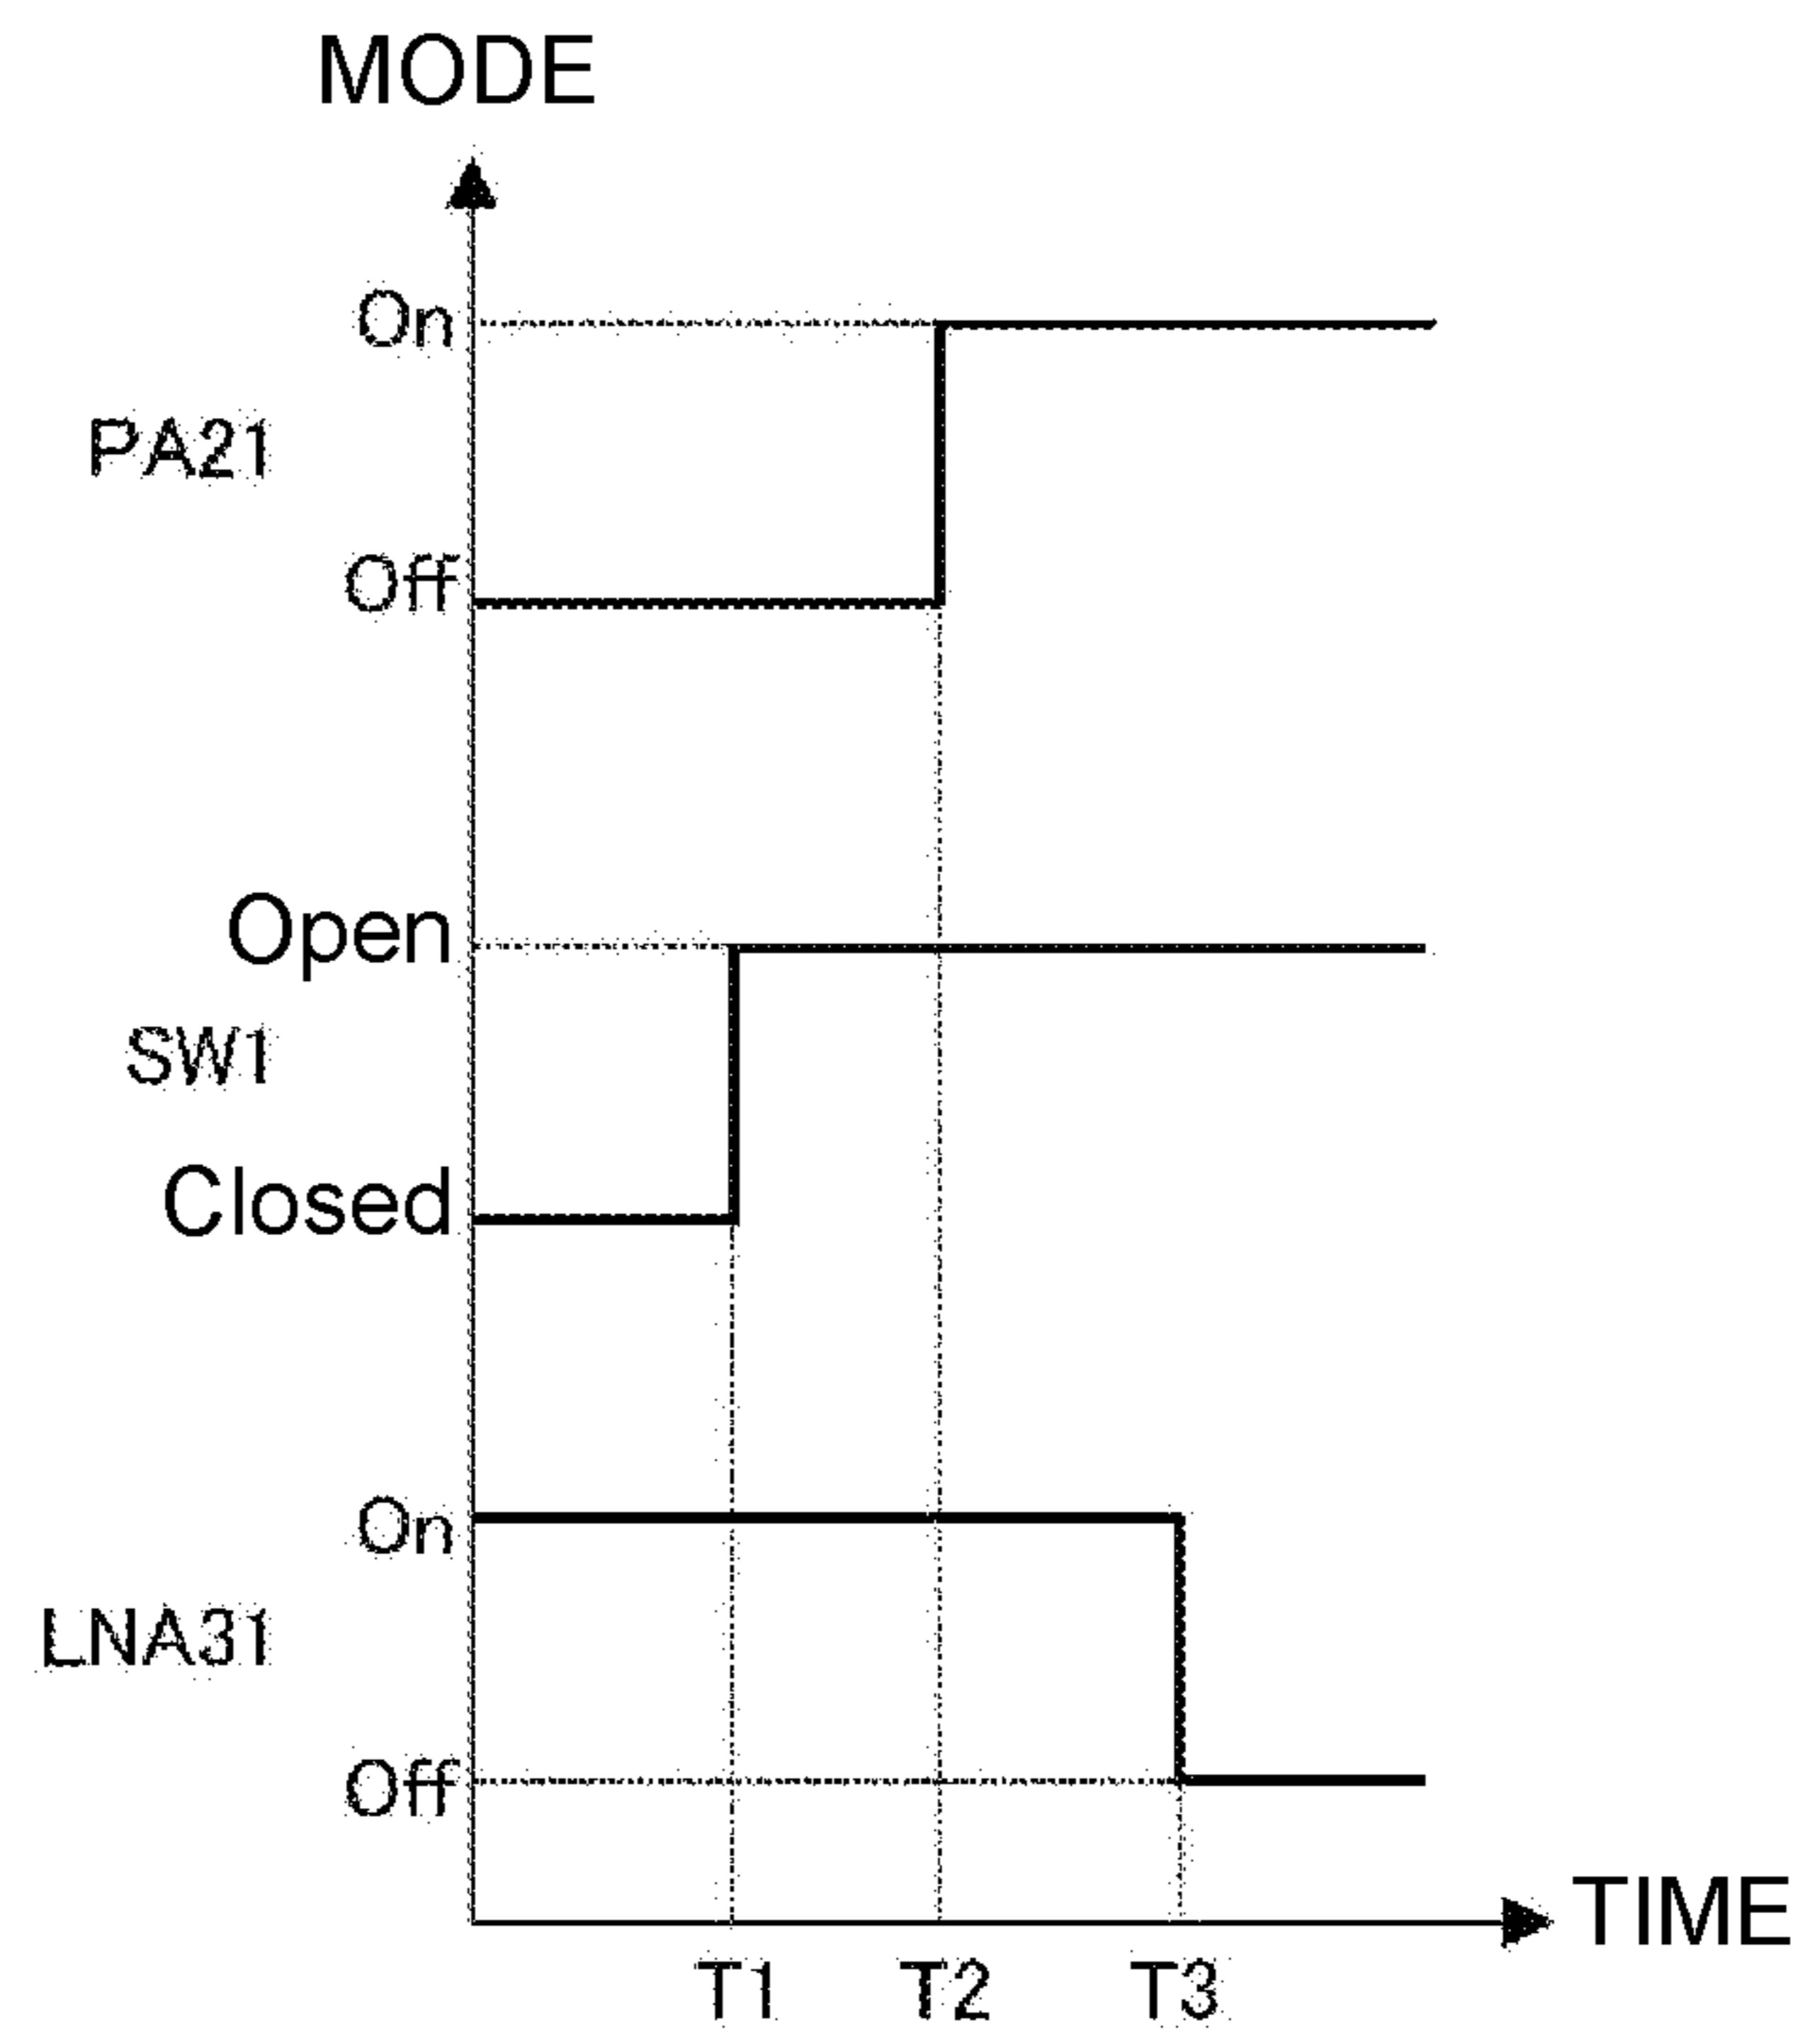 MODE
On
PA21
Off
Open
SW1
Closed
On
LNA31
Off
TIME
T1 T2 T3